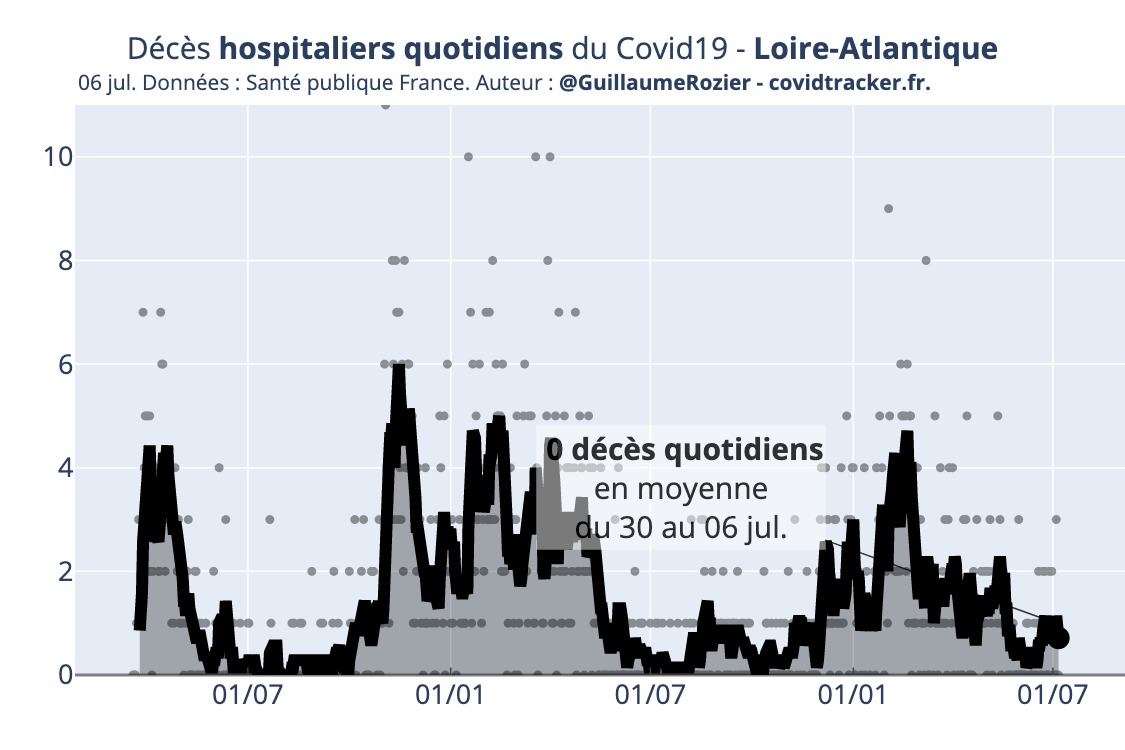 Décès hospitaliers quotidiens du Covid19 - Loire-Atlantique
06 jul. Données : Santé publique France. Auteur : @GuillaumeRozier - covidtracker.fr.
10
8
6
4
2
0
0 décès quotidiens
en moyenne
du 30 au 06 jul.
01/07
01/01
01/07
01/01
01/07